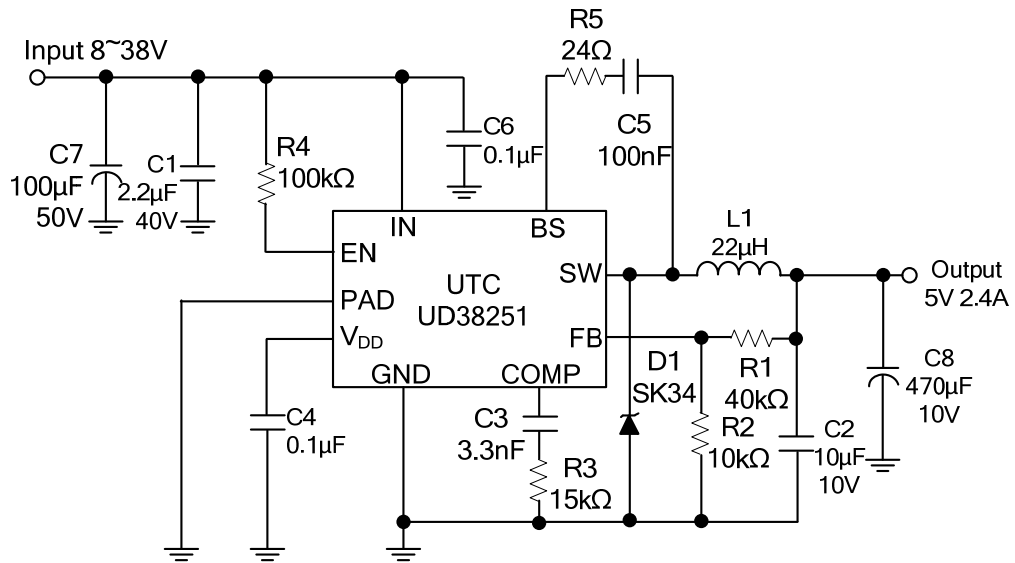 Input 8~38V
R5
24Ω
C5
100nF
C6
0.1µF
R4
100kΩ
C7
100µF
50V
C1
2.2µF
40V
IN
BS
EN
SW
L1
22µH
Output
5V 2.4A
PAD
UTC
UD38251
VDD
FB
GND
COMP
D1
SK34
R1
40kΩ
C8
470µF
10V
C4
0.1µF
C3
3.3nF
R2
10kΩ
C2
10µF
10V
R3
15kΩ